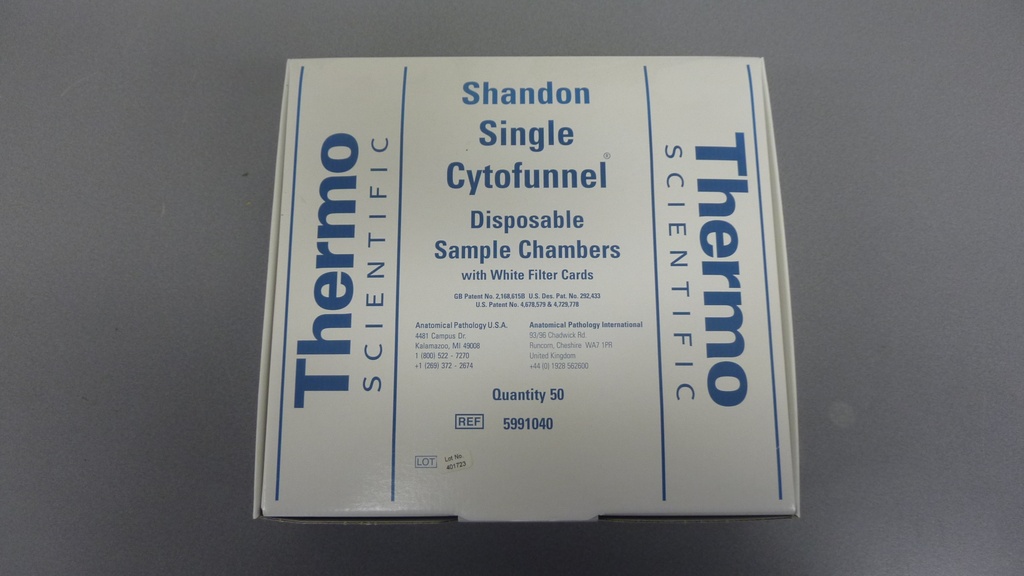 Thermo
SCIENTIFIC
Shandon
Single
Cytofunnel®
Disposable
Sample Chambers
with White Filter Cards
GB Patent No. 2,168,615B U.S. Des. Pat. No. 292,433
U.S. Patent No. 4,678,579 & 4,729,778
Anatomical Pathology U.S.A.
4481 Campus Dr.
Kalamazoo, MI 49008
1 (800) 522 - 7270
+1 (269) 372 - 2674
Anatomical Pathology International
93/96 Chadwick Rd.
Runcorn, Cheshire WA7 1PR
United Kingdom
+44 (0) 1928 562600
Quantity 50
REF 5991040
LOT
Lot No
401723
Thermo
SCIENTIFIC